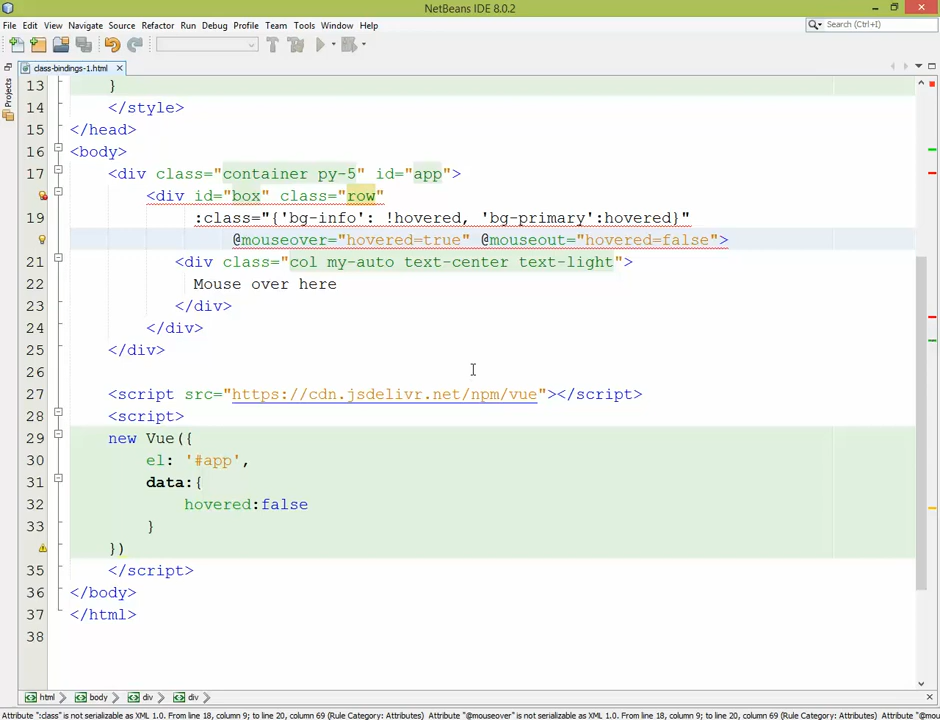 NetBeans IDE 8.0.2
File Edit View Navigate Source Refactor Run Debug Profile Team Tools Window Help
Search (Ctrl+I)
class-bindings-1.html
Projects
13 }
14 </style>
15 </head>
16 <body>
17 <div class="container py-5" id="app">
<div id="box" class="row"
19 :class="{'bg-info': !hovered, 'bg-primary':hovered}"
@mouseover="hovered=true" @mouseout="hovered=false">
21 <div class="col my-auto text-center text-light">
22 Mouse over here
23 </div>
24 </div>
25 </div>
26
27 <script src="https://cdn.jsdelivr.net/npm/vue"></script>
28 <script>
29 new Vue({
30 el: '#app',
31 data:{
32 hovered:false
33 }
})
35 </script>
36 </body>
37 </html>
38
html body div div
Attribute ":class" is not serializable as XML 1.0. From line 18, column 9; to line 20, column 69 (Rule Category: Attributes) Attribute "@mouseover" is not serializable as XML 1.0. From line 18, column 9; to line 20, column 69 (Rule Category: Attributes) Attribute "@mou